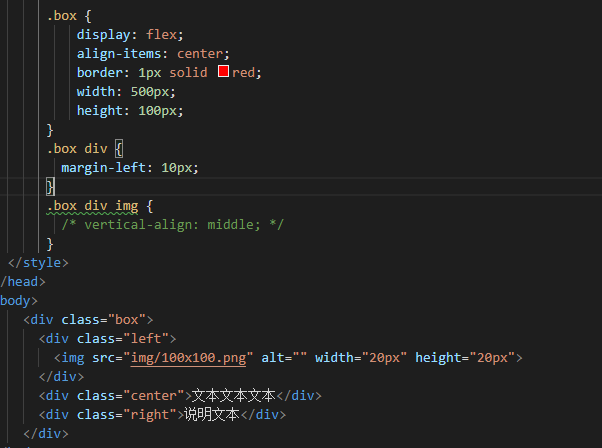 .box {
display: flex;
align-items: center;
border: 1px solid red;
width: 500px;
height: 100px;
}
.box div {
margin-left: 10px;
}
.box div img {
/* vertical-align: middle; */
}
</style>
/head>
body>
<div class="box">
<div class="left">
<img src="img/100x100.png" alt="" width="20px" height="20px">
</div>
<div class="center">文本文本文本</div>
<div class="right">说明文本</div>
</div>